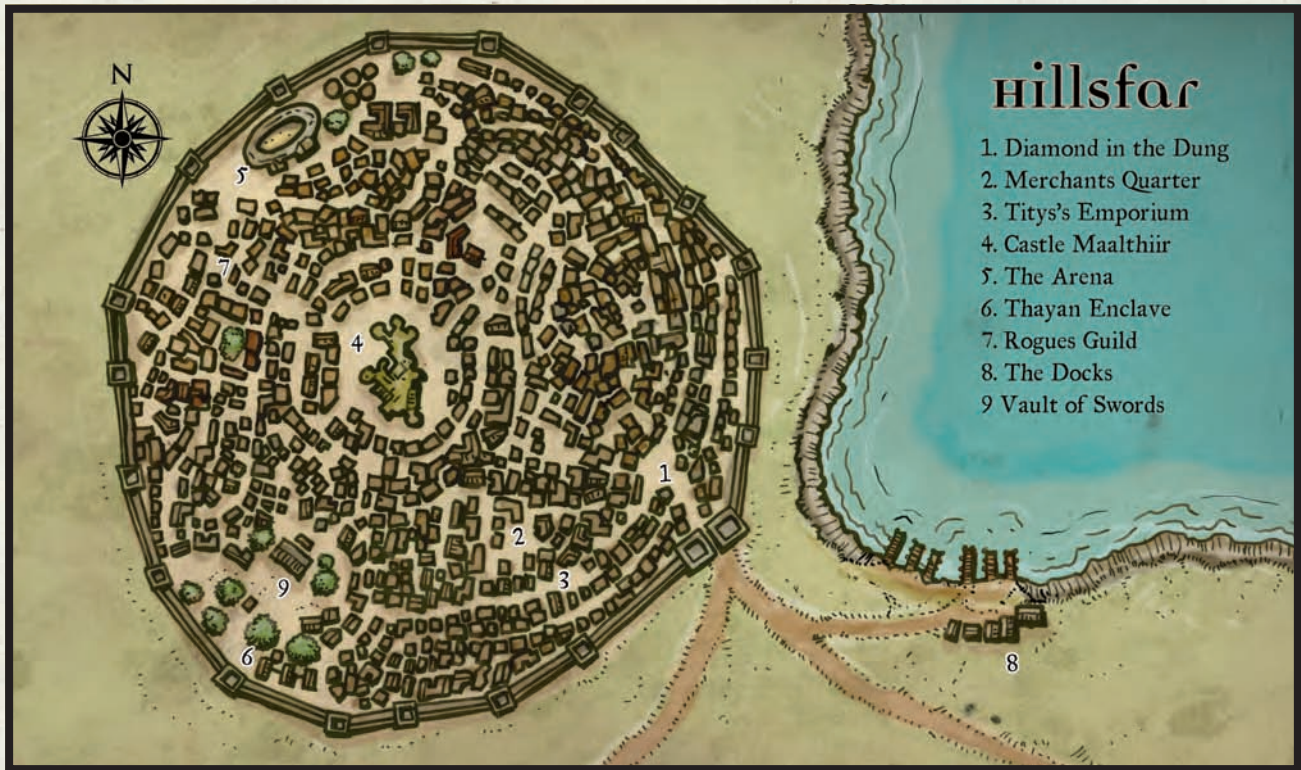 N
Hillsfar
1. Diamond in the Dung
2. Merchants Quarter
3. Titys's Emporium
4. Castle Maalthiir
5. The Arena
6. Thayan Enclave
7. Rogues Guild
8. The Docks
9 Vault of Swords
5
7
4
1
2
3
9
6
8